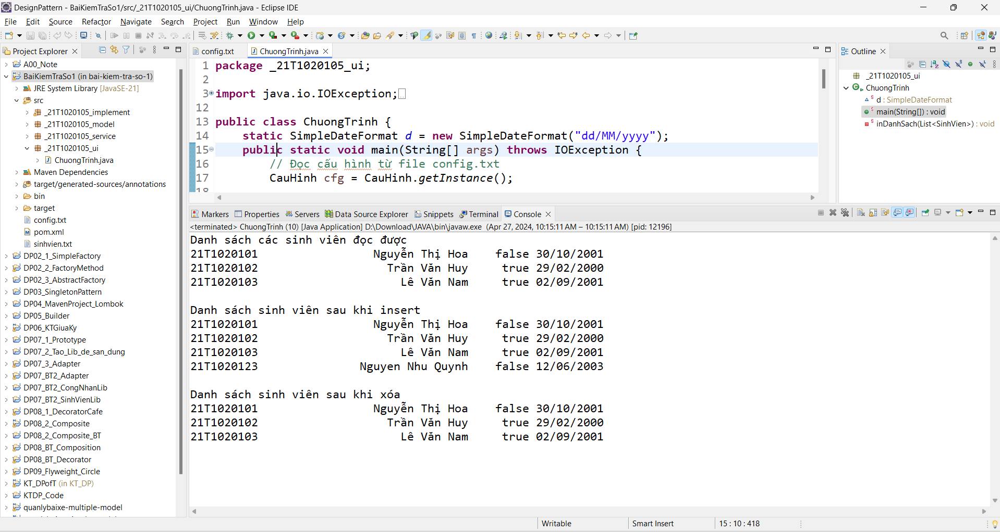 DesignPattern - BaiKiemTraSo1/src/_21T1020105_ui/ChuongTrinh.java - Eclipse IDE
File Edit Source Refactor Navigate Search Project Run Window Help
Project Explorer
A00_Note
BaiKiemTraSo1 (in bai-kiem-tra-so-1)
JRE System Library [JavaSE-21]
src
_21T1020105_implement
_21T1020105_model
_21T1020105_service
_21T1020105_ui
ChuongTrinh.java
Maven Dependencies
target/generated-sources/annotations
bin
target
config.txt
pom.xml
sinhvien.txt
DP02_1_SimpleFactory
DP02_2_FactoryMethod
DP02_3_AbstractFactory
DP03_SingletonPattern
DP04_MavenProject_Lombok
DP05_Builder
DP06_KTGiuaKy
DP07_1_Prototype
DP07_2_Tao_Lib_de_san_dung
DP07_3_Adapter
DP07_BT2_Adapter
DP07_BT2_CongNhanLib
DP07_BT2_SinhVienLib
DP08_1_DecoratorCafe
DP08_2_Composite
DP08_2_Composite_BT
DP08_BT_Composition
DP08_BT_Decorator
DP09_Flyweight_Circle
KT_DPofT (in KT_DP)
KTDP_Code
quanlybaixe-multiple-model
config.txt ChuongTrinh.java
1 package _21T1020105_ui;
2
3 import java.io.IOException;
12
13 public class ChuongTrinh {
14 static SimpleDateFormat d = new SimpleDateFormat("dd/MM/yyyy");
15 public static void main(String[] args) throws IOException {
16 // Đọc cấu hình từ file config.txt
17 CauHinh cfg = CauHinh.getInstance();
18
Outline
_21T1020105_ui
ChuongTrinh
d : SimpleDateFormat
main(String[]) : void
inDanhSach(List<SinhVien>) : void
Markers Properties Servers Data Source Explorer Snippets Terminal Console
<terminated> ChuongTrinh (10) [Java Application] D:\Download\JAVA\bin\javaw.exe (Apr 27, 2024, 10:15:11 AM – 10:15:11 AM) [pid: 12196]
Danh sách các sinh viên đọc được
21T1020101 Nguyễn Thị Hoa false 30/10/2001
21T1020102 Trần Văn Huy true 29/02/2000
21T1020103 Lê Văn Nam true 02/09/2001
Danh sách sinh viên sau khi insert
21T1020101 Nguyễn Thị Hoa false 30/10/2001
21T1020102 Trần Văn Huy true 29/02/2000
21T1020103 Lê Văn Nam true 02/09/2001
21T1020123 Nguyen Nhu Quynh false 12/06/2003
Danh sách sinh viên sau khi xóa
21T1020101 Nguyễn Thị Hoa false 30/10/2001
21T1020102 Trần Văn Huy true 29/02/2000
21T1020103 Lê Văn Nam true 02/09/2001
Writable Smart Insert 15 : 10 : 418